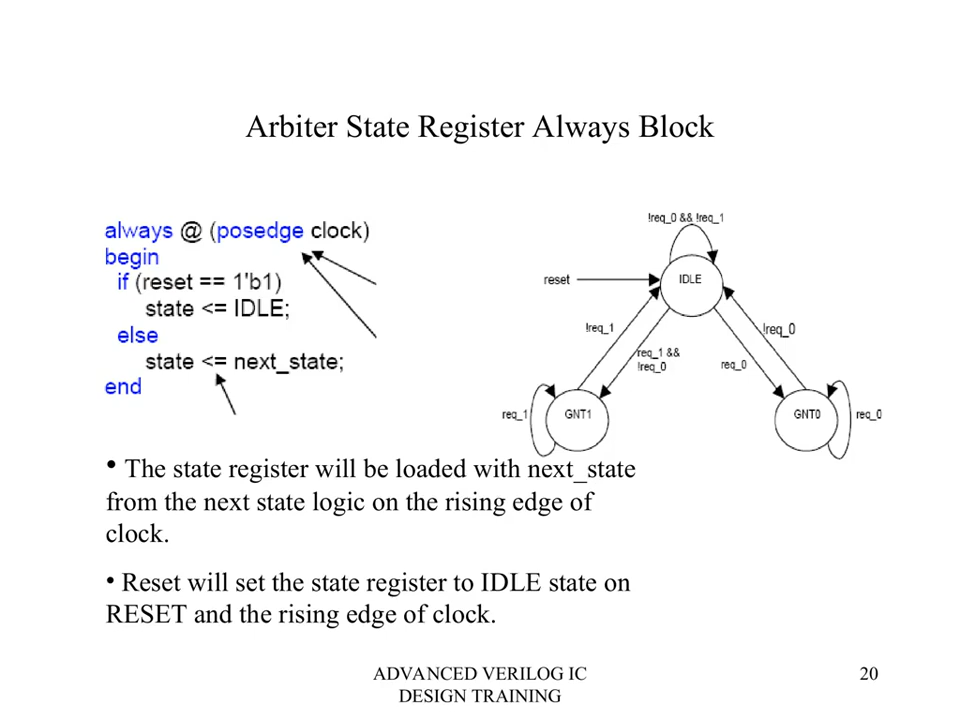 Arbiter State Register Always Block
always @ (posedge clock)
begin
if (reset == 1'b1)
state <= IDLE;
else
state <= next_state;
end
!req_0 && !req_1
reset
IDLE
!req_1
req_1 &&
!req_0
req_0
!req_0
req_1
GNT1
GNT0
req_0
• The state register will be loaded with next_state
from the next state logic on the rising edge of
clock.
• Reset will set the state register to IDLE state on
RESET and the rising edge of clock.
ADVANCED VERILOG IC
DESIGN TRAINING
20